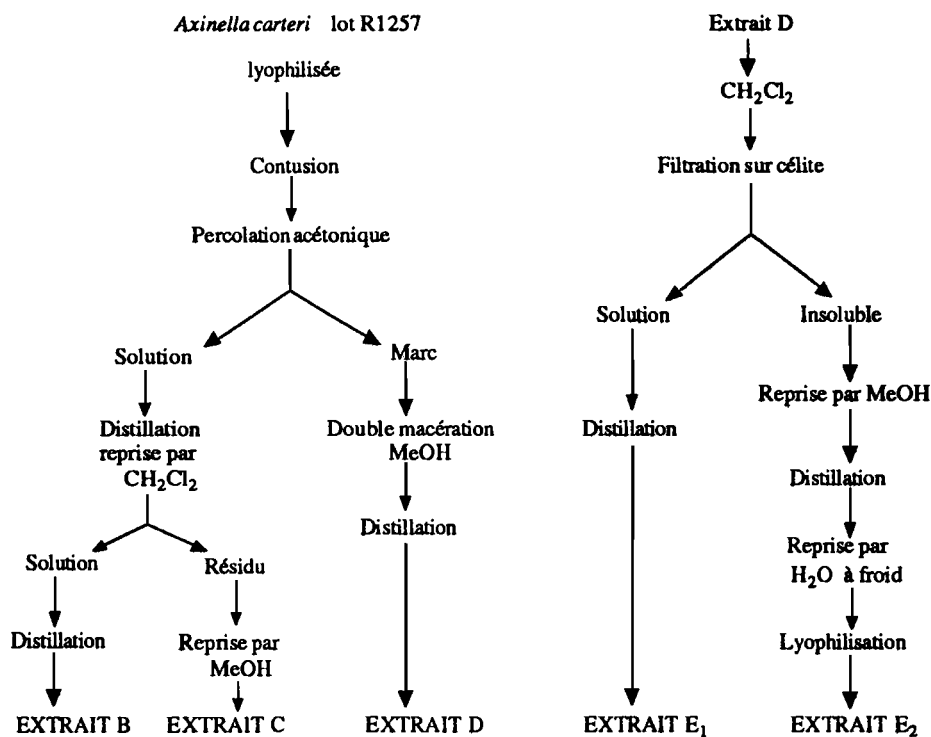 Axinella carteri lot R1257
lyophilisée
Contusion
Percolation acétonique
Solution
Marc
Distillation
reprise par
CH₂Cl₂
Double macération
MeOH
Distillation
Solution
Résidu
Distillation
Reprise par
MeOH
EXTRAIT B
EXTRAIT C
EXTRAIT D
Extrait D
CH₂Cl₂
Filtration sur célite
Solution
Insoluble
Distillation
Reprise par MeOH
Distillation
Reprise par
H₂O à froid
Lyophilisation
EXTRAIT E₁
EXTRAIT E₂